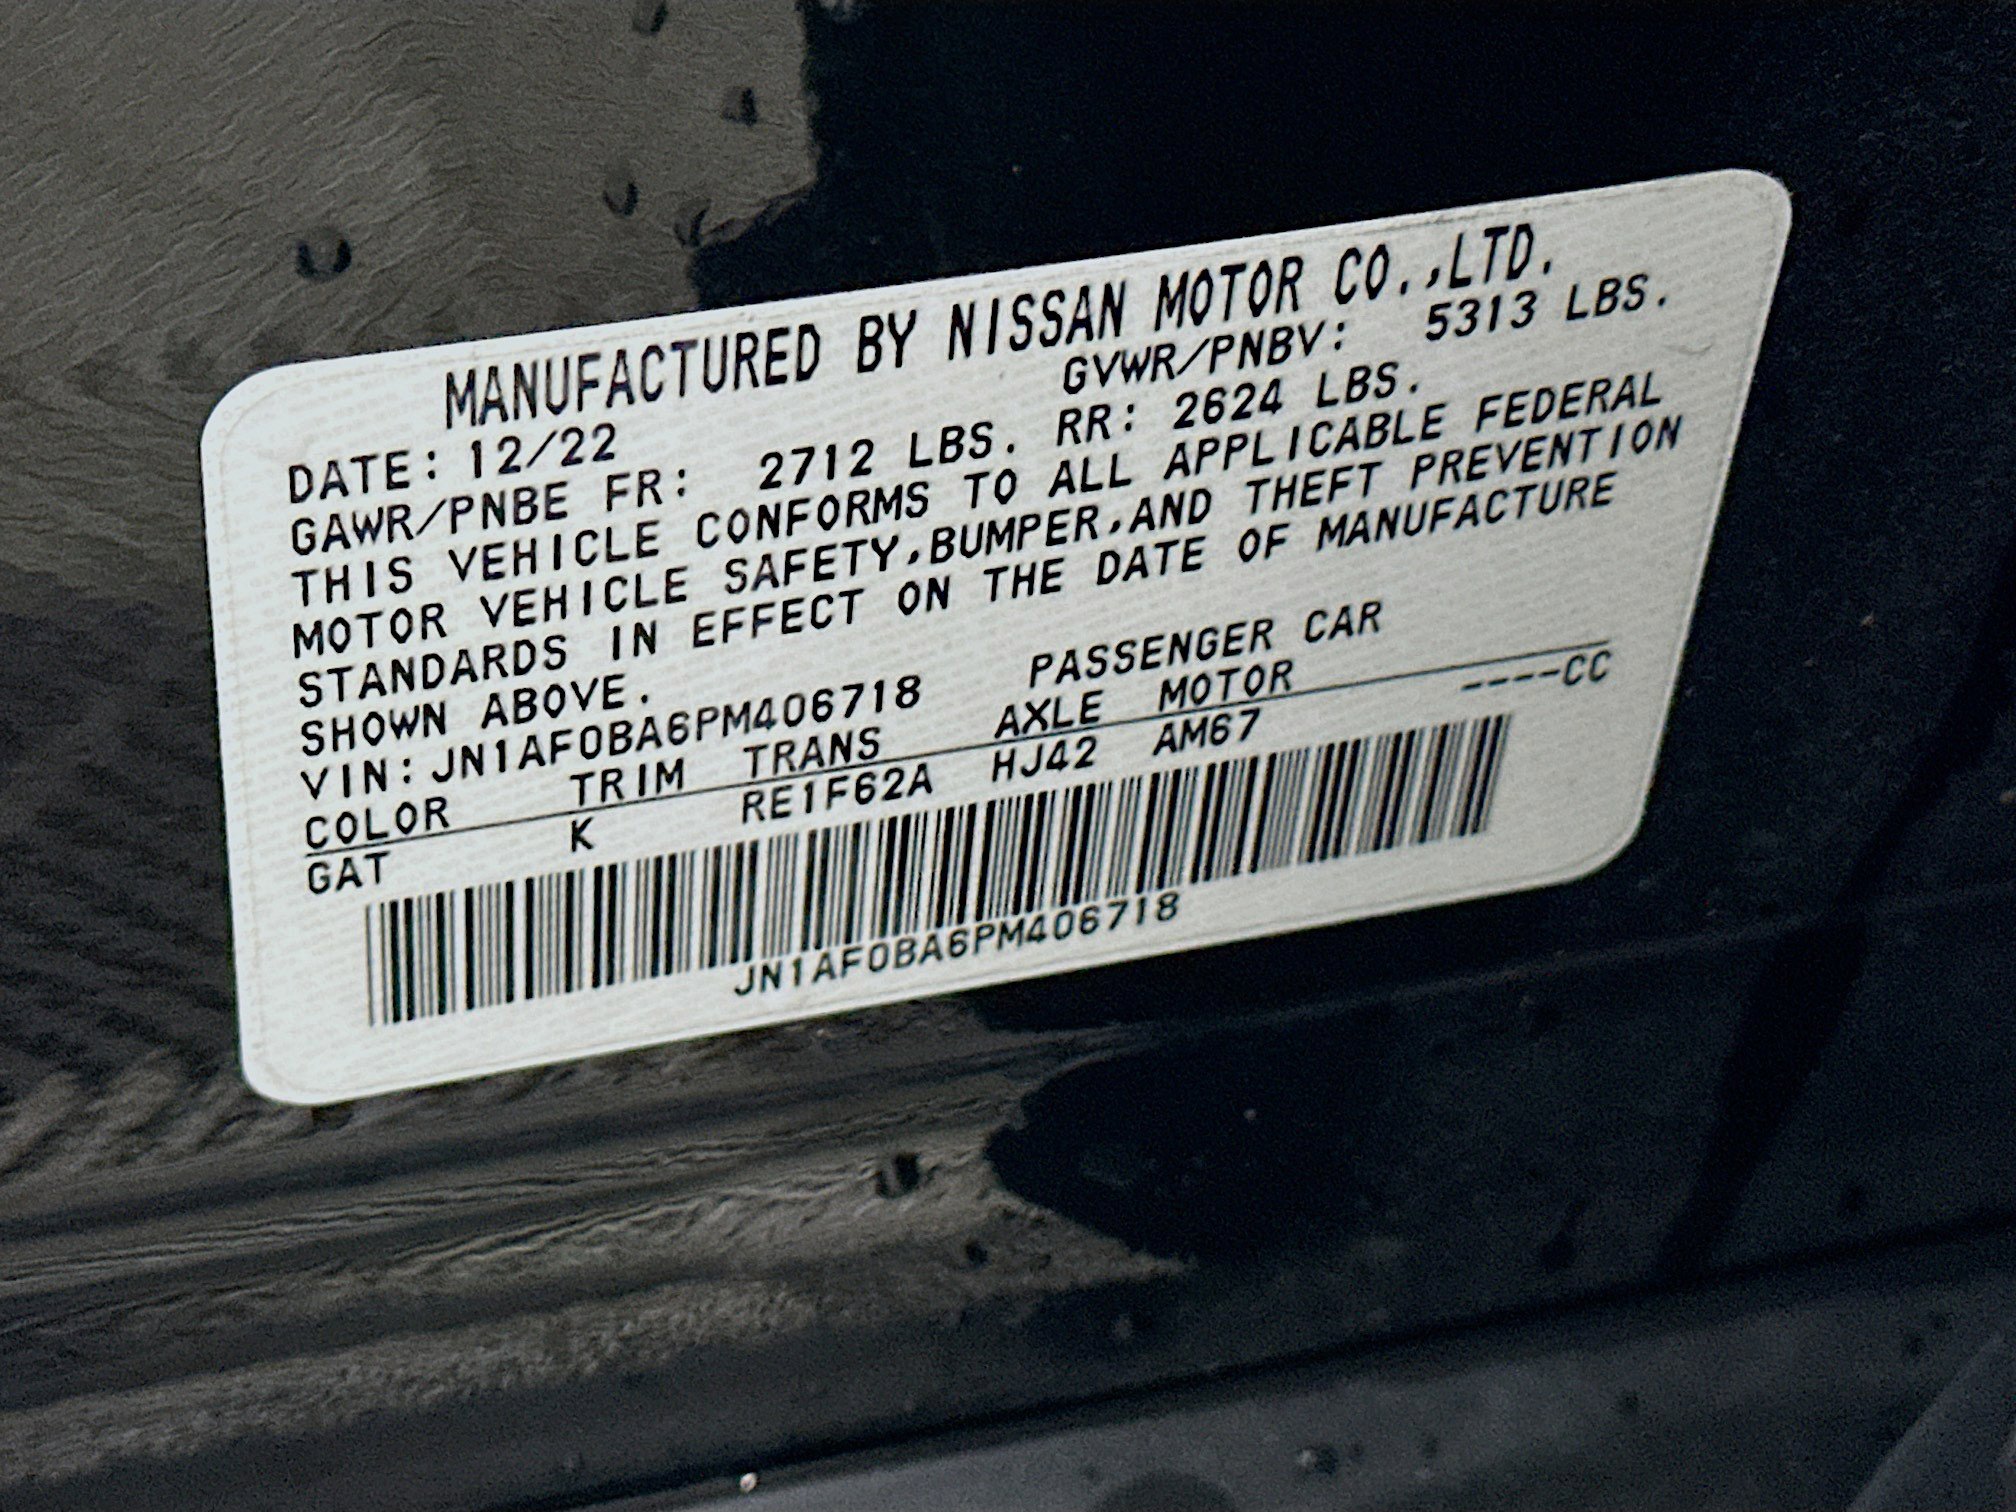 MANUFACTURED BY NISSAN MOTOR CO.,LTD.
DATE: 12/22 GVWR/PNBV: 5313 LBS.
GAWR/PNBE FR: 2712 LBS. RR: 2624 LBS.
THIS VEHICLE CONFORMS TO ALL APPLICABLE FEDERAL
MOTOR VEHICLE SAFETY,BUMPER,AND THEFT PREVENTION
STANDARDS IN EFFECT ON THE DATE OF MANUFACTURE
SHOWN ABOVE.
VIN: JN1AF0BA6PM406718 PASSENGER CAR
COLOR TRIM TRANS AXLE MOTOR
GAT K RE1F62A HJ42 AM67 ----CC
JN1AF0BA6PM406718